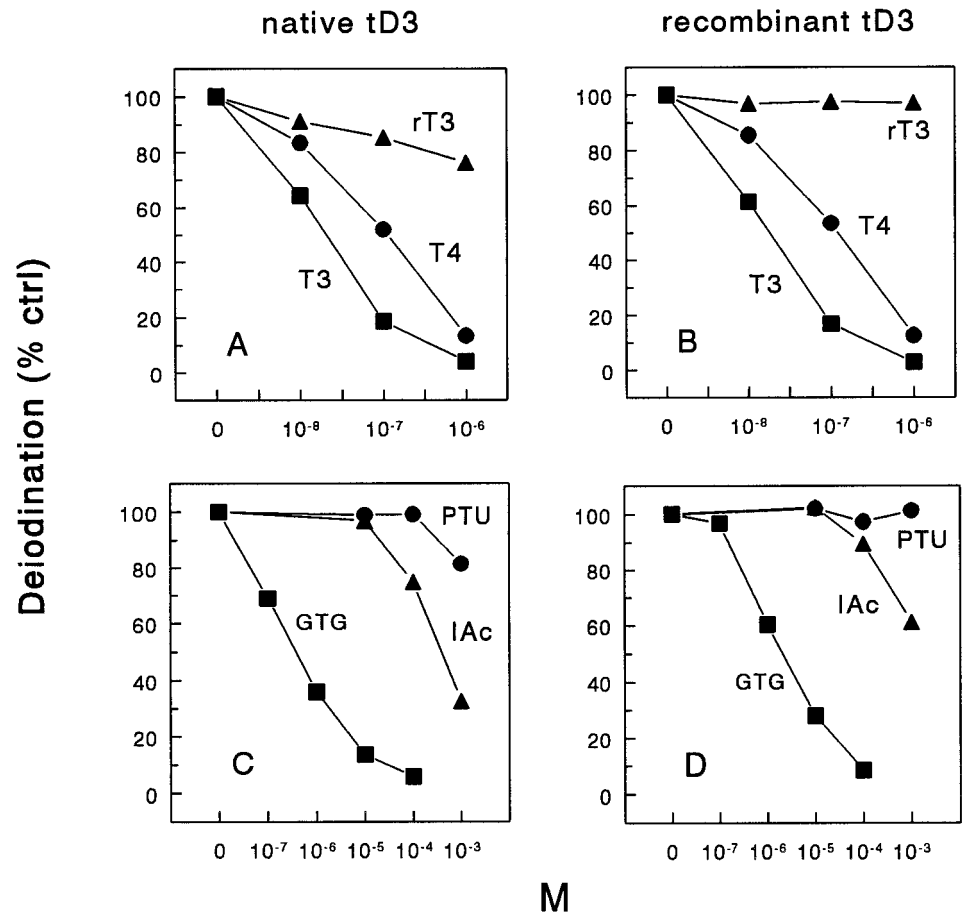 native tD3
recombinant tD3
Deiodination (% ctrl)
100
80
60
40
20
0
rT3
T4
T3
A
0 10⁻⁸ 10⁻⁷ 10⁻⁶
100
80
60
40
20
0
rT3
T4
T3
B
0 10⁻⁸ 10⁻⁷ 10⁻⁶
100
80
60
40
20
0
PTU
GTG
IAc
C
0 10⁻⁷ 10⁻⁶ 10⁻⁵ 10⁻⁴ 10⁻³
100
80
60
40
20
0
PTU
IAc
GTG
D
0 10⁻⁷ 10⁻⁶ 10⁻⁵ 10⁻⁴ 10⁻³
M